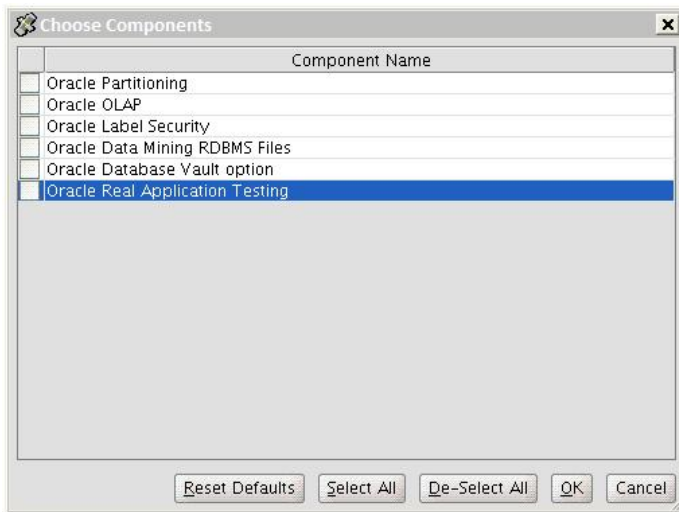 Choose Components
Component Name
Oracle Partitioning
Oracle OLAP
Oracle Label Security
Oracle Data Mining RDBMS Files
Oracle Database Vault option
Oracle Real Application Testing
Reset Defaults Select All De-Select All OK Cancel